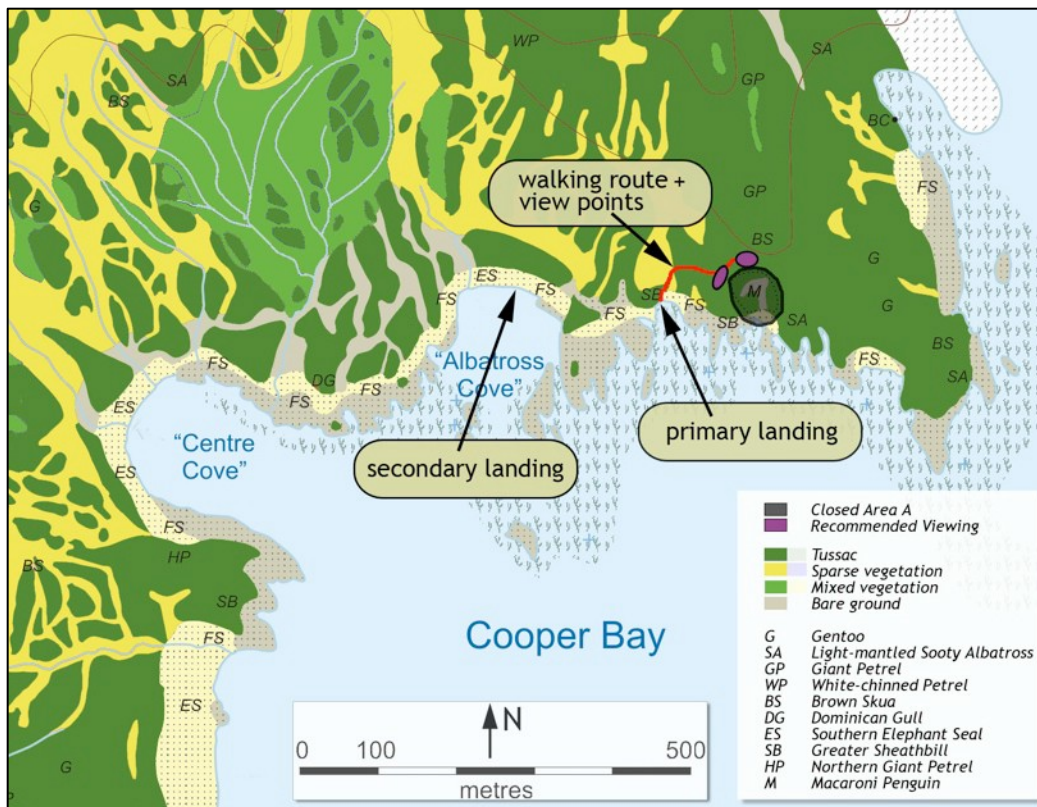 WP
SA
SA
GP
BS
BC
walking route +
view points
FS
GP
G
BS
G
ES
FS
FS
SB
FS
M
G
FS
SB
SA
FS
"Albatross
Cove"
FS
BS
DG
FS
FS
SA
ES
primary landing
"Centre
Cove"
secondary landing
ES
FS
HP
BS
SB
FS
ES
G
Cooper Bay
N
0 100 500
metres
Closed Area A
Recommended Viewing
Tussac
Sparse vegetation
Mixed vegetation
Bare ground
G Gentoo
SA Light-mantled Sooty Albatross
GP Giant Petrel
WP White-chinned Petrel
BS Brown Skua
DG Dominican Gull
ES Southern Elephant Seal
SB Greater Sheathbill
HP Northern Giant Petrel
M Macaroni Penguin